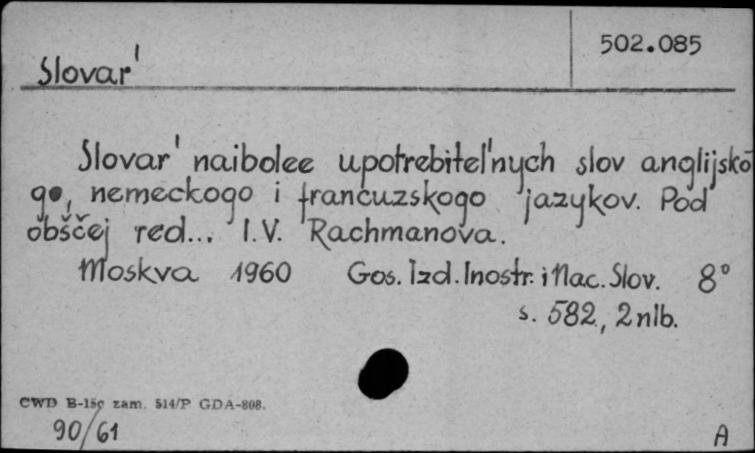 502.085
Slovar'
Slovar' naibolee upotrebitel'nych slov anglijsko
go, nemeckogo i francuzskogo jazykov. Pod
obščej red... I.V. Rachmanova.
Moskva 1960 Gos. Izd. Inostr. i Nac. Slov. 8°
s. 582, 2 nlb.
CWD B-15c zam. 514/P GDA-808.
90/61
A